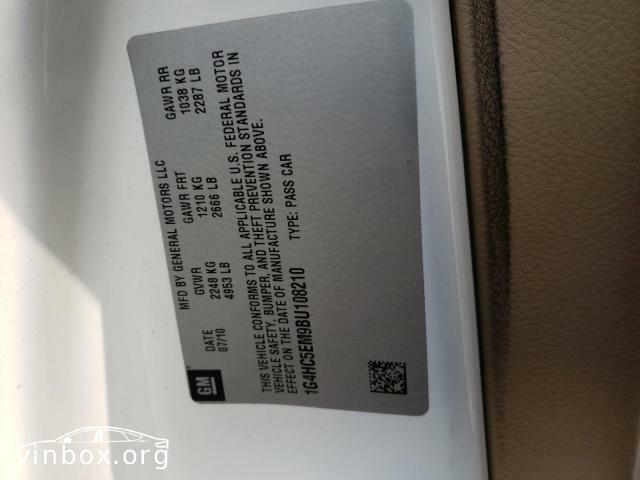 MFD BY GENERAL MOTORS LLC
DATE GVWR GAWR FRT GAWR RR
07/10 2248 KG 1210 KG 1038 KG
4953 LB 2666 LB 2287 LB
THIS VEHICLE CONFORMS TO ALL APPLICABLE U.S. FEDERAL MOTOR
VEHICLE SAFETY, BUMPER, AND THEFT PREVENTION STANDARDS IN
EFFECT ON THE DATE OF MANUFACTURE SHOWN ABOVE.
1G4HC5EM9BU108210 TYPE: PASS CAR
GM
vinbox.org